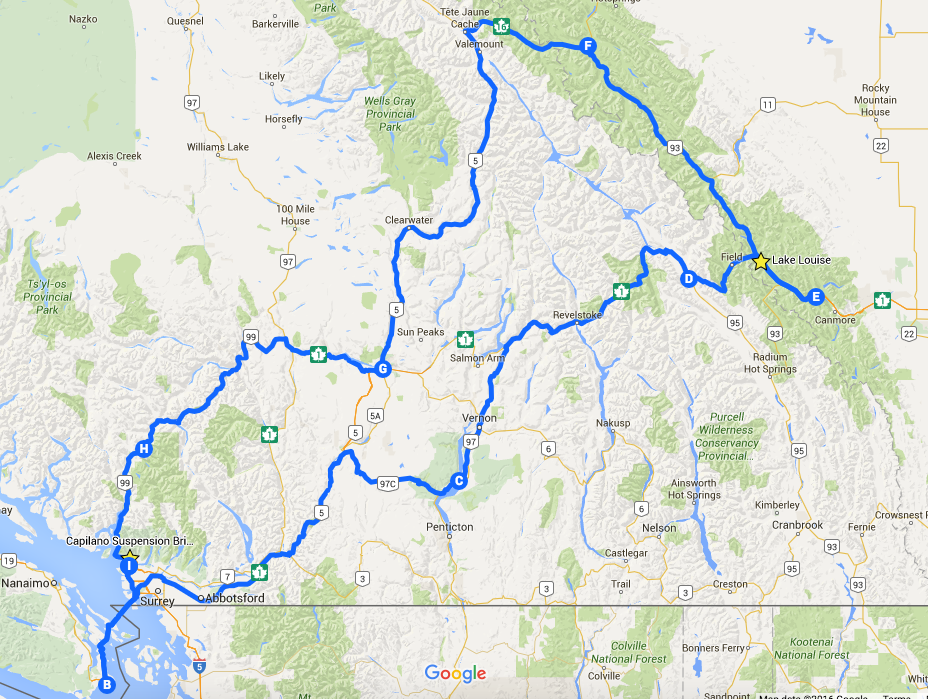 Nazko
Quesnel
Barkerville
Park
Tête Jaune
Cache
16
F
Hotsprings
Valemount
Likely
97
Wells Gray
Provincial
Park
Horsefly
11
Rocky
Mountain
House
22
Alexis Creek
Williams Lake
5
93
100 Mile
House
Clearwater
97
Field
Lake Louise
Ts'yl-os
Provincial
Park
D
1
E
1
Canmore
5
Revelstoke
95
93
22
99
1
Sun Peaks
1
Salmon Arm
G
Radium
Hot Springs
5A
1
5
Vernon
97
6
Nakusp
Purcell
Wilderness
Conservancy
Provincial...
H
95
99
97C
C
Ainsworth
Hot Springs
5
6
Kimberley
Penticton
Nelson
Cranbrook
Crowsnest P
Fernie
Capilano Suspension Bri...
93
Castlegar
19
I
7
1
3
95
Nanaimo
Surrey
Abbotsford
3
Trail
3
Creston
93
Colville
National Forest
Bonners Ferry
Kootenai
National Forest
5
Google
Colville
B
Sandpoint
Map data ©2016 Google
Terms